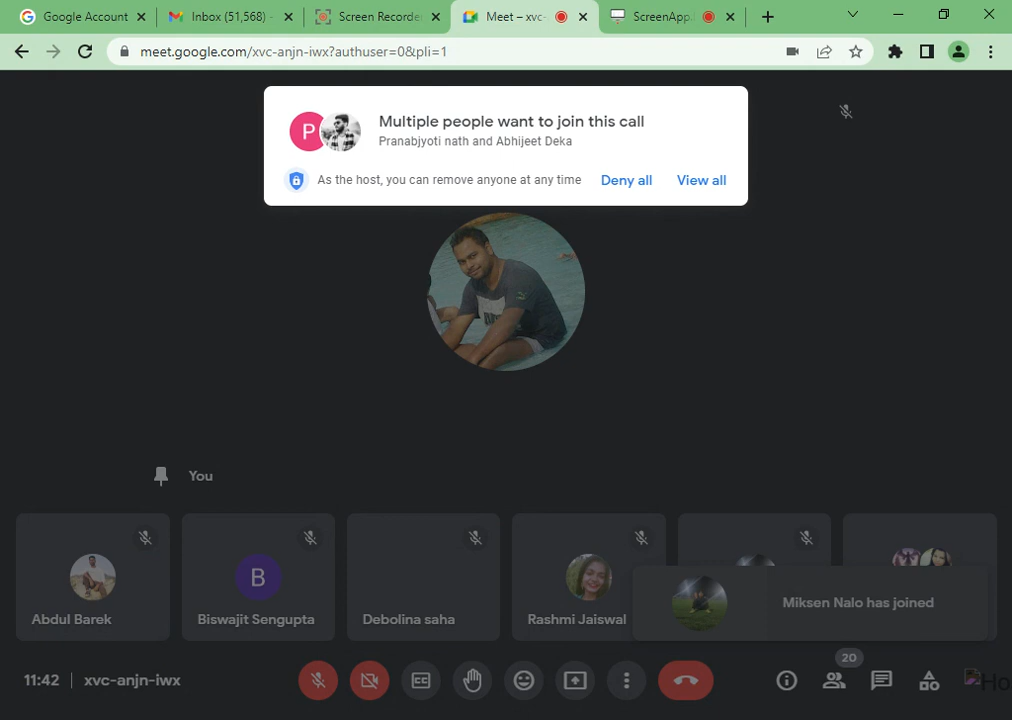 Google Account
Inbox (51,568) -
Screen Recorde
Meet – xvc-
ScreenApp.
meet.google.com/xvc-anjn-iwx?authuser=0&pli=1
P
Multiple people want to join this call
Pranabjyoti nath and Abhijeet Deka
As the host, you can remove anyone at any time
Deny all
View all
You
B
Abdul Barek
Biswajit Sengupta
Debolina saha
Rashmi Jaiswal
Miksen Nalo has joined
20
11:42 | xvc-anjn-iwx
CC
Ho